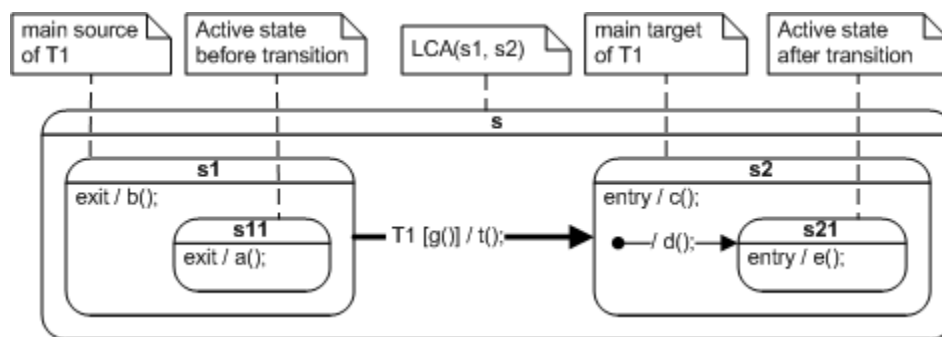 main source
of T1
Active state
before transition
LCA(s1, s2)
main target
of T1
Active state
after transition
s
s1
exit / b();
s11
exit / a();
T1 [g()] / t();
s2
entry / c();
/ d();
s21
entry / e();